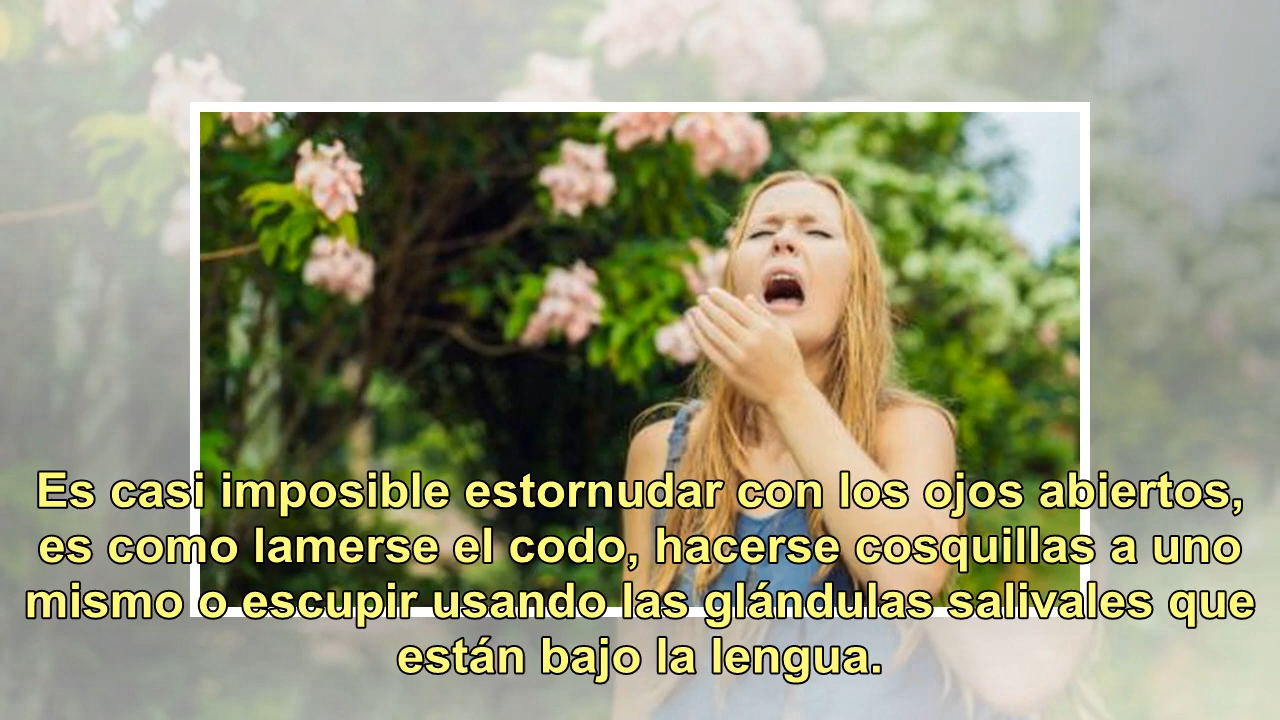 Es casi imposible estornudar con los ojos abiertos,
es como lamerse el codo, hacerse cosquillas a uno
mismo o escupir usando las glándulas salivales que
están bajo la lengua.